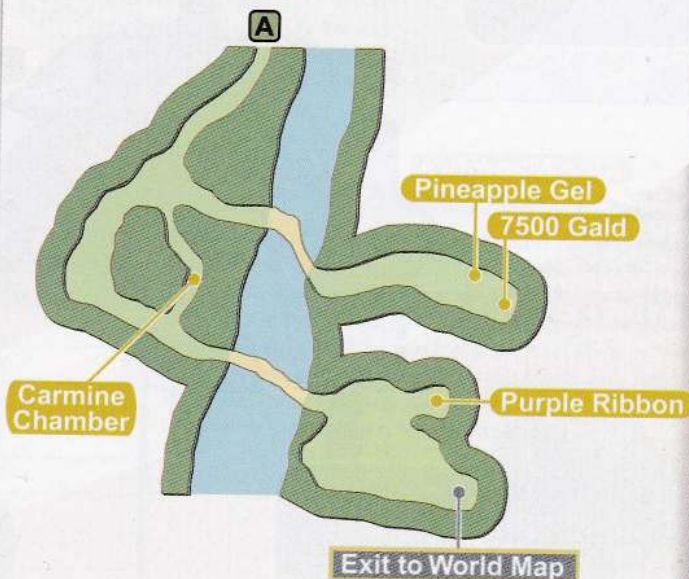 A
Pineapple Gel
7500 Gald
Carmine
Chamber
Purple Ribbon
Exit to World Map